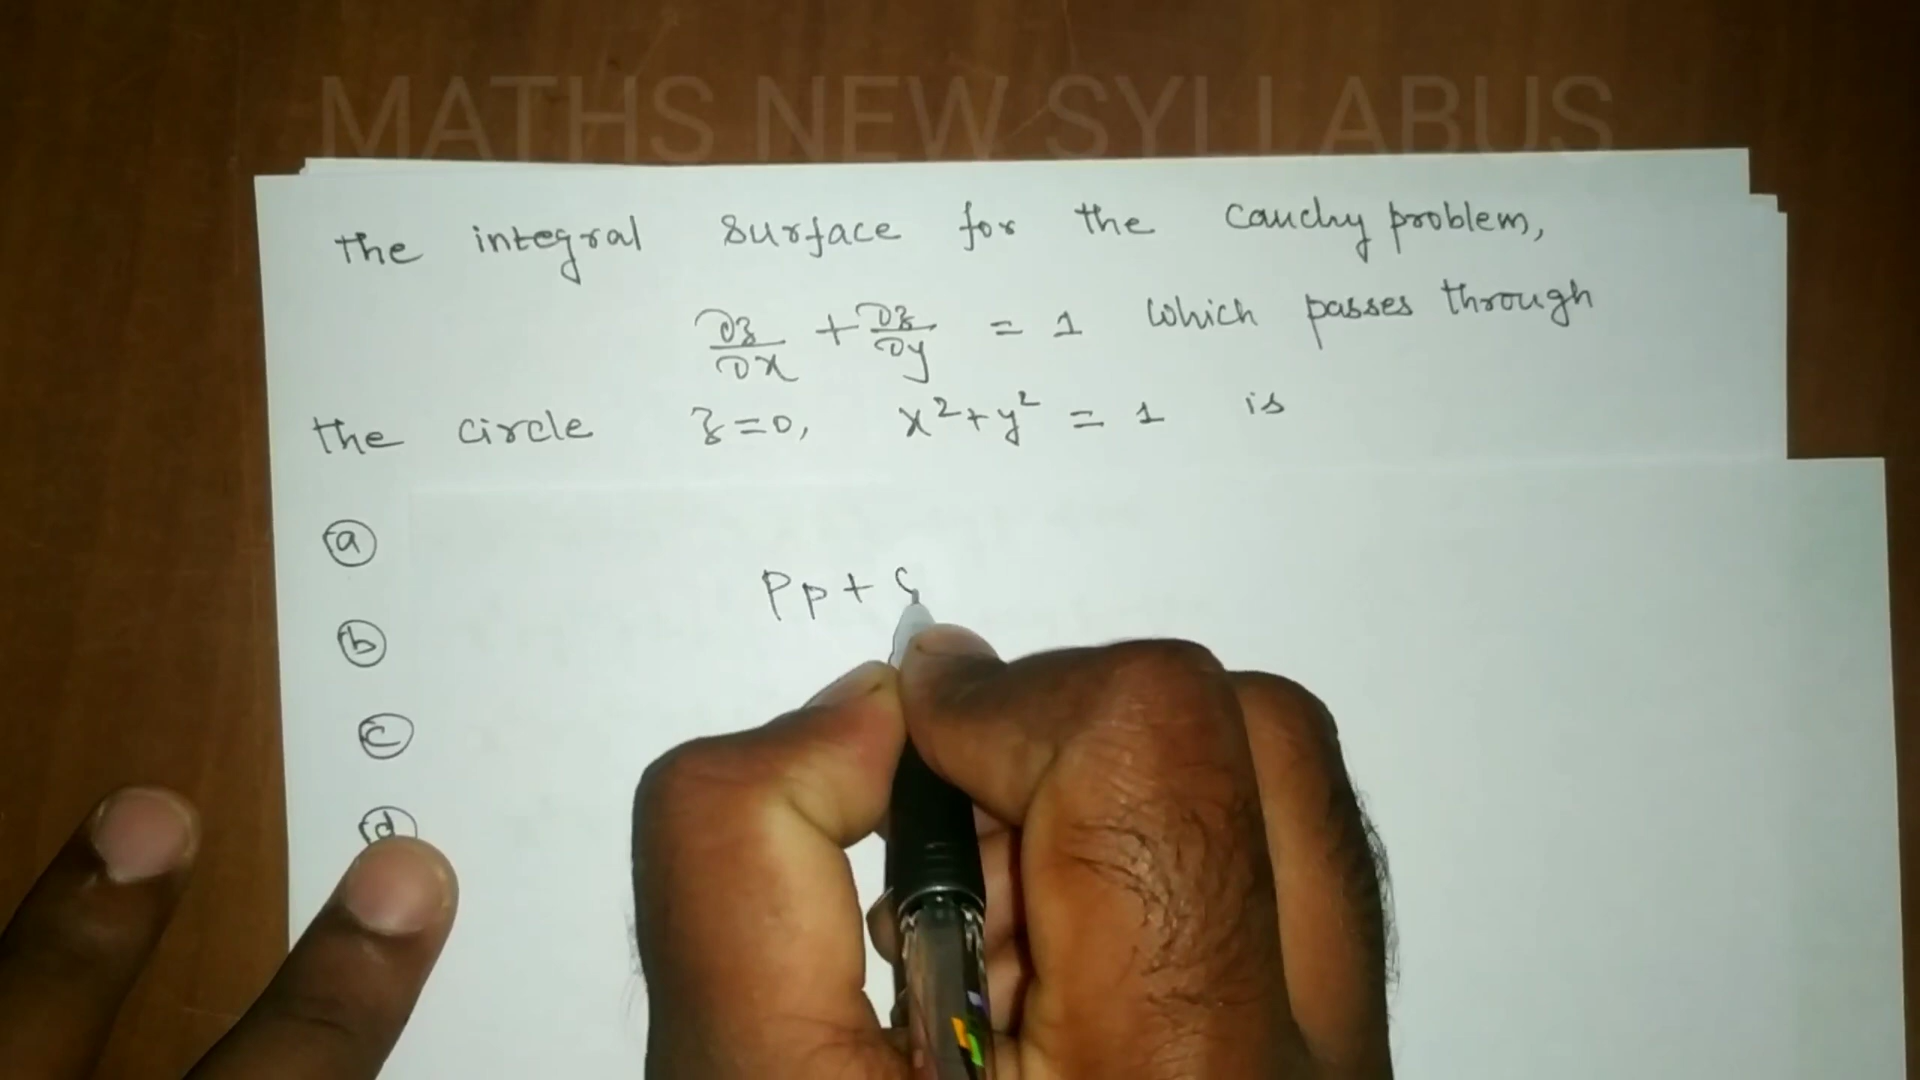 MATHS NEW SYLLABUS
the integral surface for the cauchy problem,
∂z/∂x + ∂z/∂y = 1 which passes through
the circle z=0, x²+y² = 1 is
(a)
(b)
(c)
(d)
Pp+